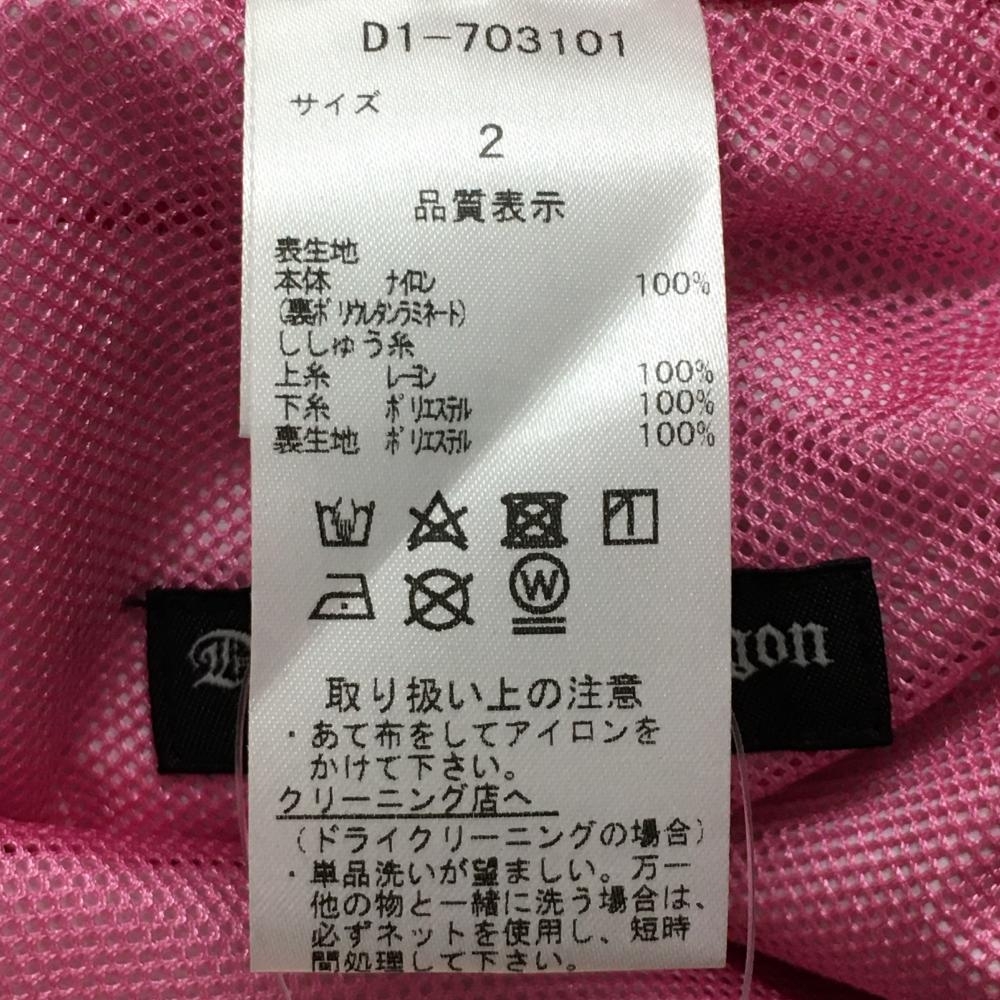 D1-703101
サイズ
2
品質表示
表生地
本体 ナイロン 100%
(裏ポリウレタンラミネート)
ししゅう糸
上糸 レーヨン 100%
下糸 ポリエステル 100%
裏生地 ポリエステル 100%
W
gon
取り扱い上の注意
・あて布をしてアイロンを
かけて下さい。
クリーニング店へ
(ドライクリーニングの場合)
・単品洗いが望ましい。万一
他の物と一緒に洗う場合は、
必ずネットを使用し、短時
間処理して下さい。